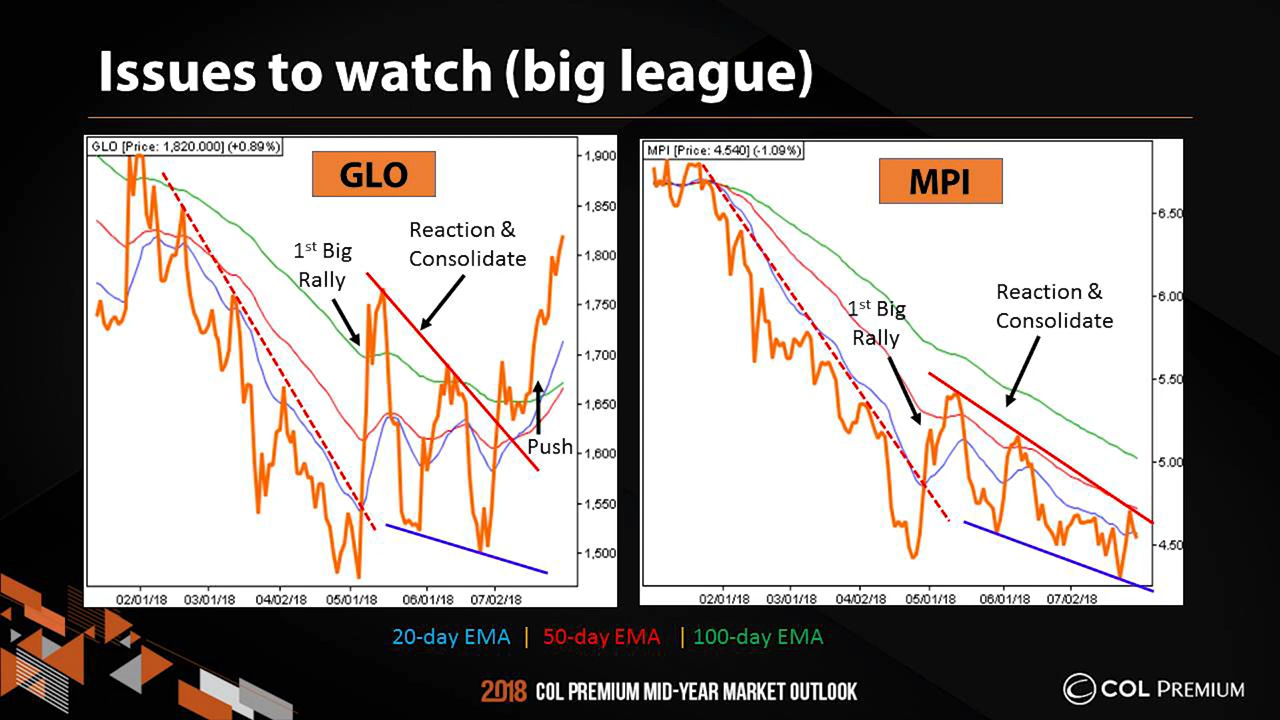 Issues to watch (big league)
GLO [Price: 1,820.000] (+0.89%)
GLO
1st Big
Rally
Reaction &
Consolidate
Push
1,900
1,850
1,800
1,750
1,700
1,650
1,600
1,550
1,500
02/01/18 03/01/18 04/02/18 05/01/18 06/01/18 07/02/18
MPI [Price: 4.540] (-1.09%)
MPI
1st Big
Rally
Reaction &
Consolidate
6.50
6.00
5.50
5.00
4.50
02/01/18 03/01/18 04/02/18 05/01/18 06/01/18 07/02/18
20-day EMA | 50-day EMA | 100-day EMA
2018 COL PREMIUM MID-YEAR MARKET OUTLOOK
COL PREMIUM